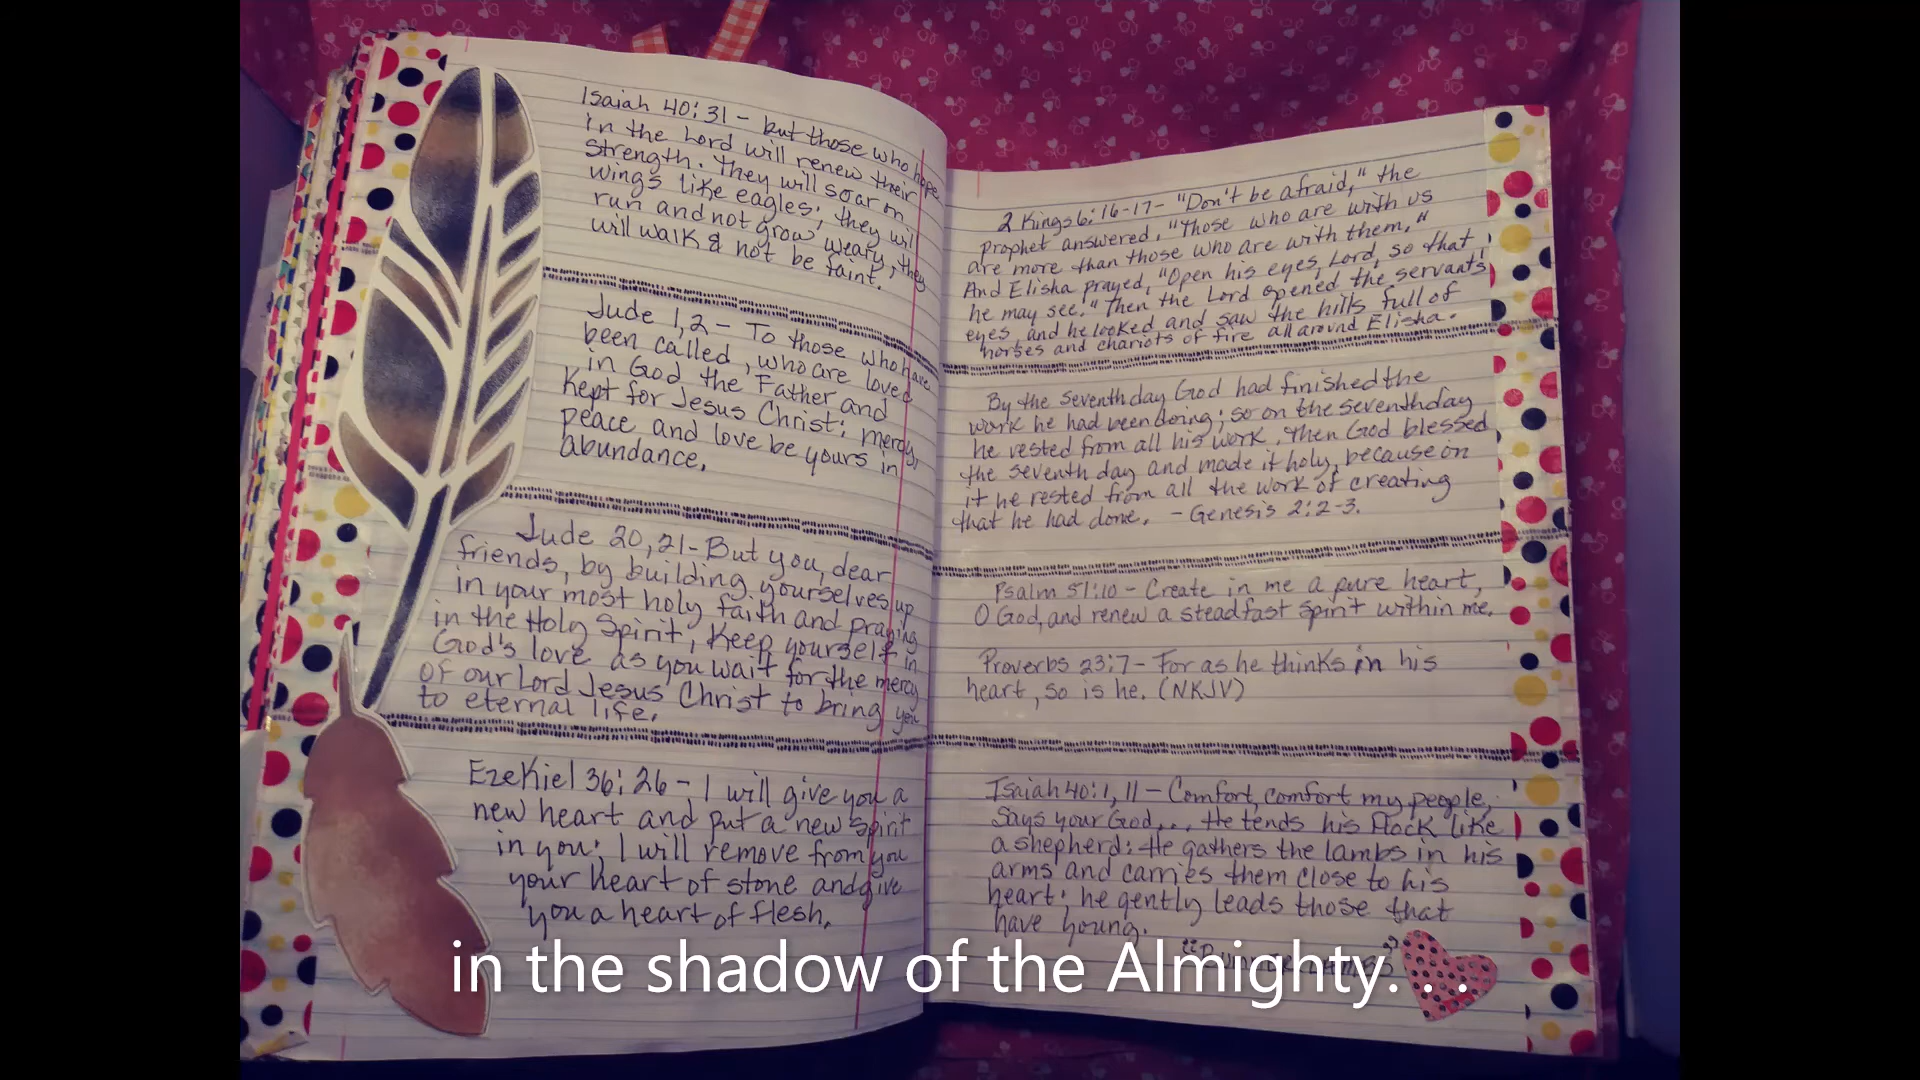 Isaiah 40:31 - but those who hope
in the Lord will renew their
strength. They will soar on
wings like eagles; they will
run and not grow weary, they
will walk & not be faint.
Jude 1,2 - To those who have
been called, who are loved
in God the Father and
Kept for Jesus Christ: mercy,
peace and love be yours in
abundance.
Jude 20,21 - But you, dear
friends, by building yourselves up
in your most holy faith and praying
in the Holy Spirit, Keep yourself in
God's love as you wait for the mercy
of our Lord Jesus Christ to bring you
to eternal life.
Ezekiel 36:26 - I will give you a
new heart and put a new spirit
in you; I will remove from you
your heart of stone and give
you a heart of flesh.
2 Kings 6:16-17 - "Don't be afraid," the
prophet answered, "Those who are with us
are more than those who are with them."
And Elisha prayed, "Open his eyes, Lord, so that
he may see." Then the Lord opened the servants
eyes and he looked and saw the hills full of
horses and chariots of fire all around Elisha.
By the seventh day God had finished the
work he had been doing; so on the seventh day
he rested from all his work. Then God blessed
the seventh day and made it holy, because on
it he rested from all the work of creating
that he had done. - Genesis 2:2-3.
Psalm 51:10 - Create in me a pure heart,
O God, and renew a steadfast spirit within me.
Proverbs 23:7 - For as he thinks in his
heart, so is he. (NKJV)
Isaiah 40:1, 11 - Comfort, comfort my people,
Says your God... He tends his flock like
a shepherd: He gathers the lambs in his
arms and carries them close to his
heart; he gently leads those that
have young.
in the shadow of the Almighty. . .